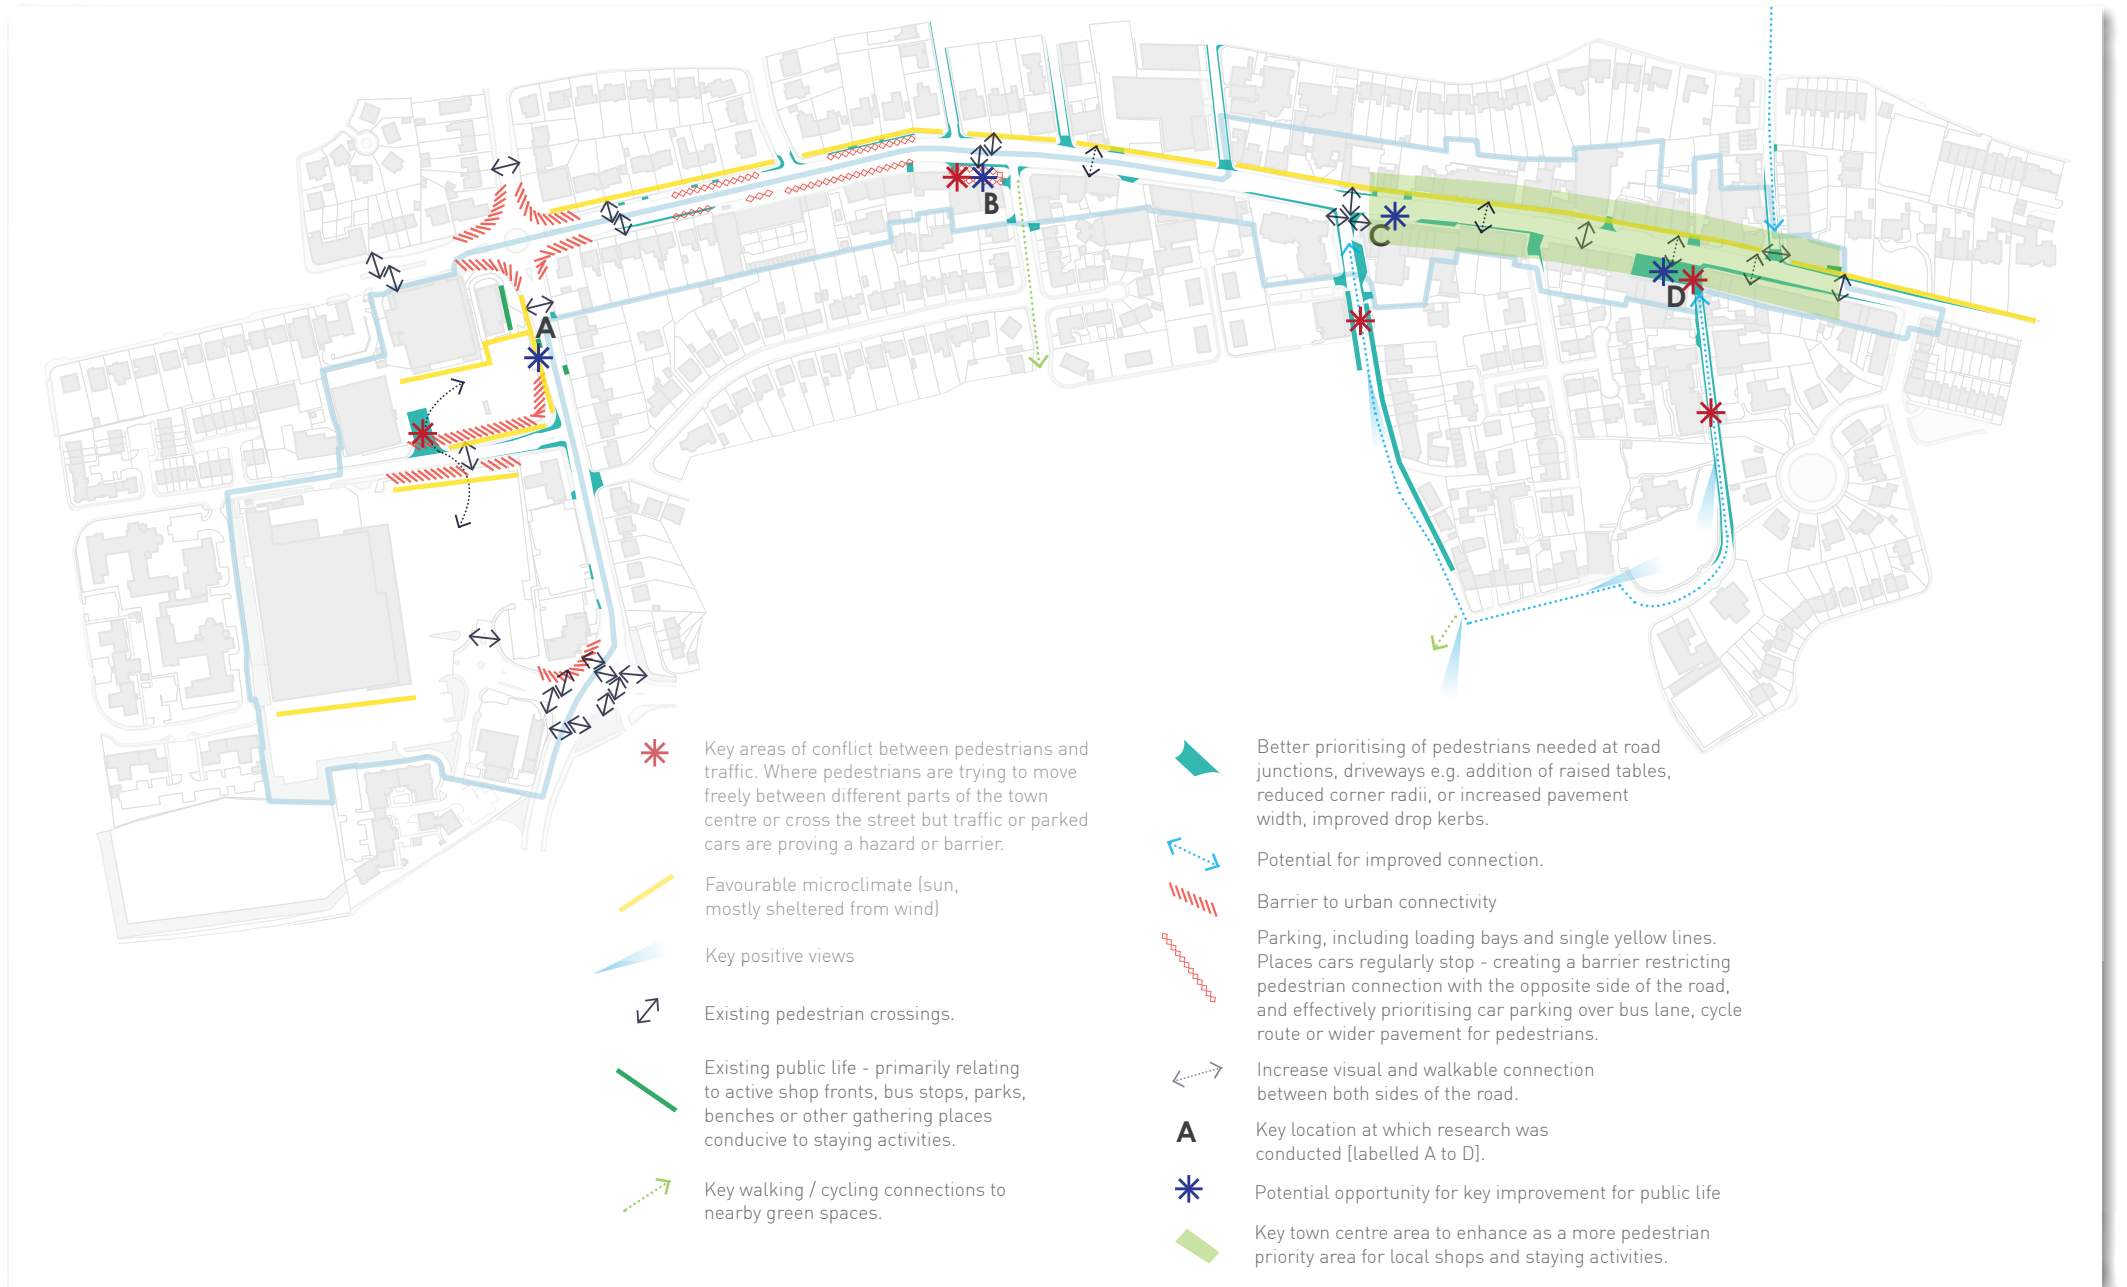 A
B
C
D
Key areas of conflict between pedestrians and
traffic. Where pedestrians are trying to move
freely between different parts of the town
centre or cross the street but traffic or parked
cars are proving a hazard or barrier.
Favourable microclimate (sun,
mostly sheltered from wind)
Key positive views
Existing pedestrian crossings.
Existing public life - primarily relating
to active shop fronts, bus stops, parks,
benches or other gathering places
conducive to staying activities.
Key walking / cycling connections to
nearby green spaces.
Better prioritising of pedestrians needed at road
junctions, driveways e.g. addition of raised tables,
reduced corner radii, or increased pavement
width, improved drop kerbs.
Potential for improved connection.
Barrier to urban connectivity
Parking, including loading bays and single yellow lines.
Places cars regularly stop - creating a barrier restricting
pedestrian connection with the opposite side of the road,
and effectively prioritising car parking over bus lane, cycle
route or wider pavement for pedestrians.
Increase visual and walkable connection
between both sides of the road.
A
Key location at which research was
conducted [labelled A to D].
Potential opportunity for key improvement for public life
Key town centre area to enhance as a more pedestrian
priority area for local shops and staying activities.